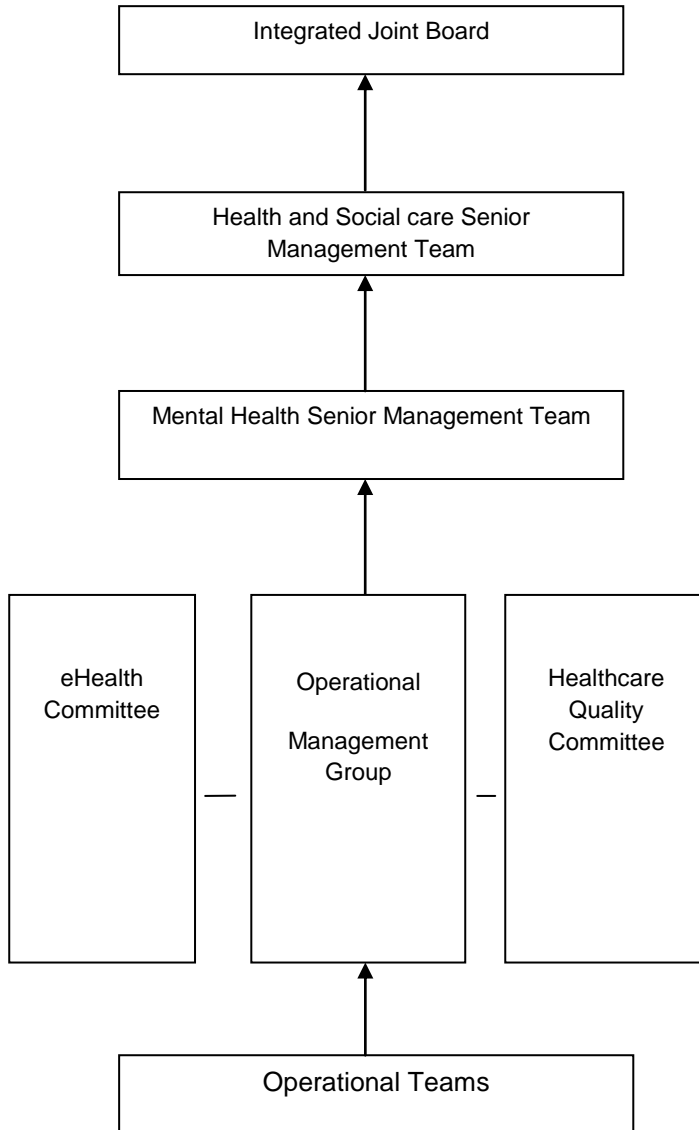 Integrated Joint Board
Health and Social care Senior
Management Team
Mental Health Senior Management Team
eHealth
Committee
Operational
Management
Group
Healthcare
Quality
Committee
Operational Teams